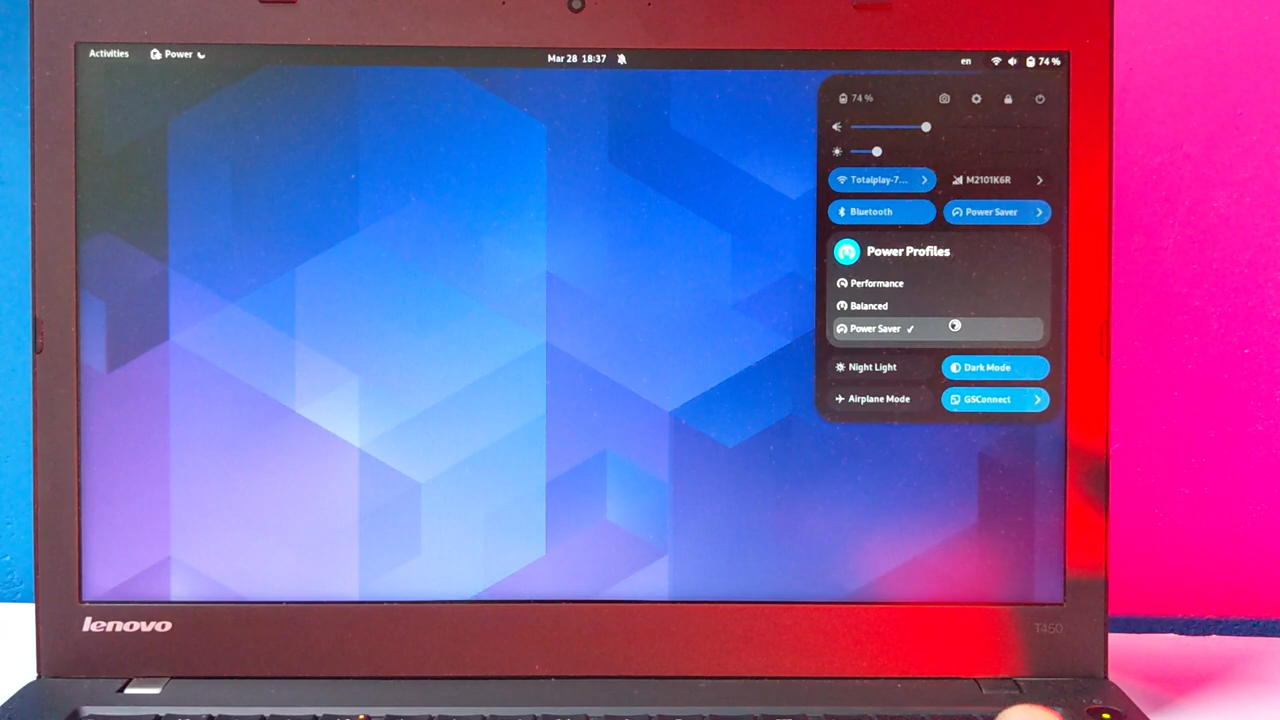 Activities
Power
Mar 28 18:37
en
74 %
74 %
Totalplay-7...
M2101K6R
Bluetooth
Power Saver
Power Profiles
Performance
Balanced
Power Saver ✓
Night Light
Dark Mode
Airplane Mode
GSConnect
lenovo
T450